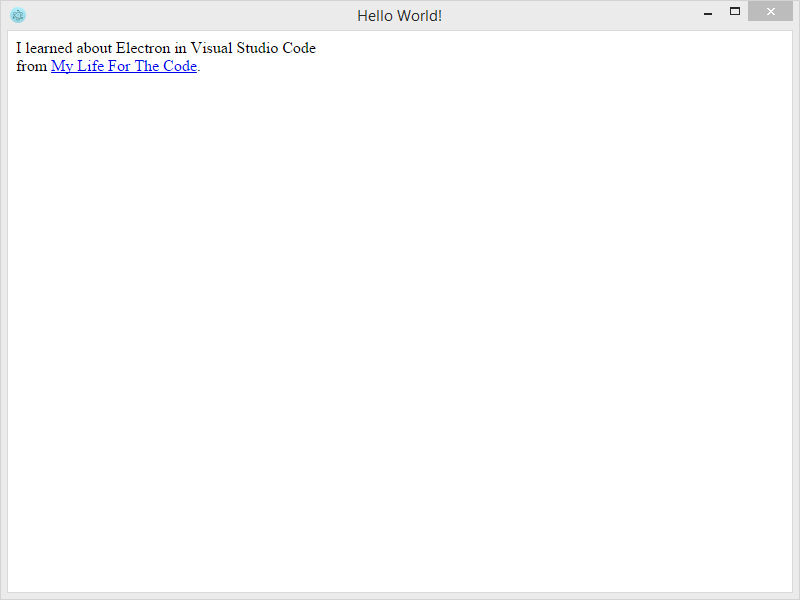 Hello World!
I learned about Electron in Visual Studio Code
from My Life For The Code.